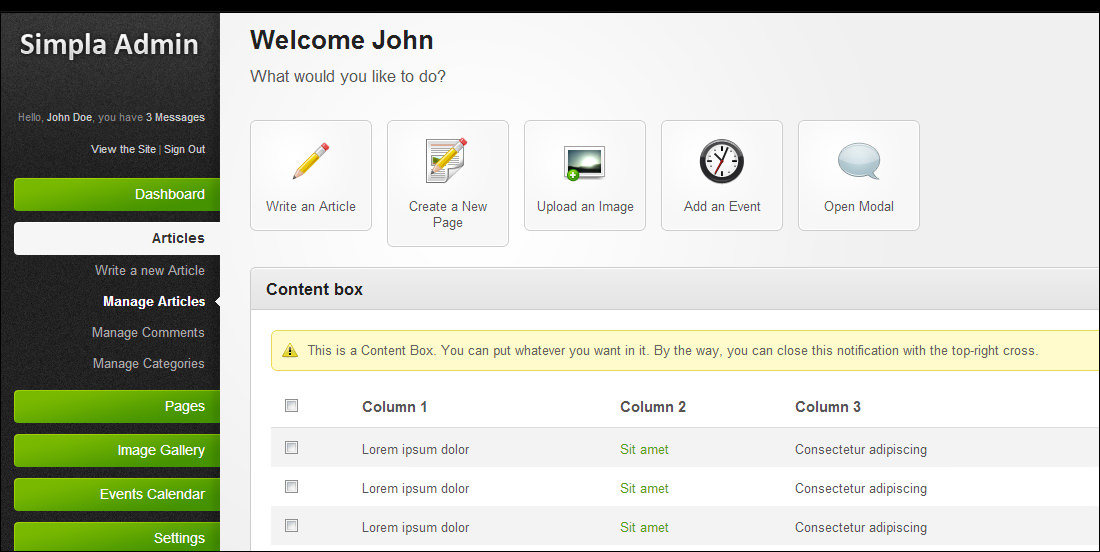 Simpla Admin
Hello, John Doe, you have 3 Messages
View the Site | Sign Out
Dashboard
Articles
Write a new Article
Manage Articles
Manage Comments
Manage Categories
Pages
Image Gallery
Events Calendar
Settings
Welcome John
What would you like to do?
Write an Article
Create a New
Page
Upload an Image
Add an Event
Open Modal
Content box
This is a Content Box. You can put whatever you want in it. By the way, you can close this notification with the top-right cross.
Column 1 Column 2 Column 3
Lorem ipsum dolor Sit amet Consectetur adipiscing
Lorem ipsum dolor Sit amet Consectetur adipiscing
Lorem ipsum dolor Sit amet Consectetur adipiscing